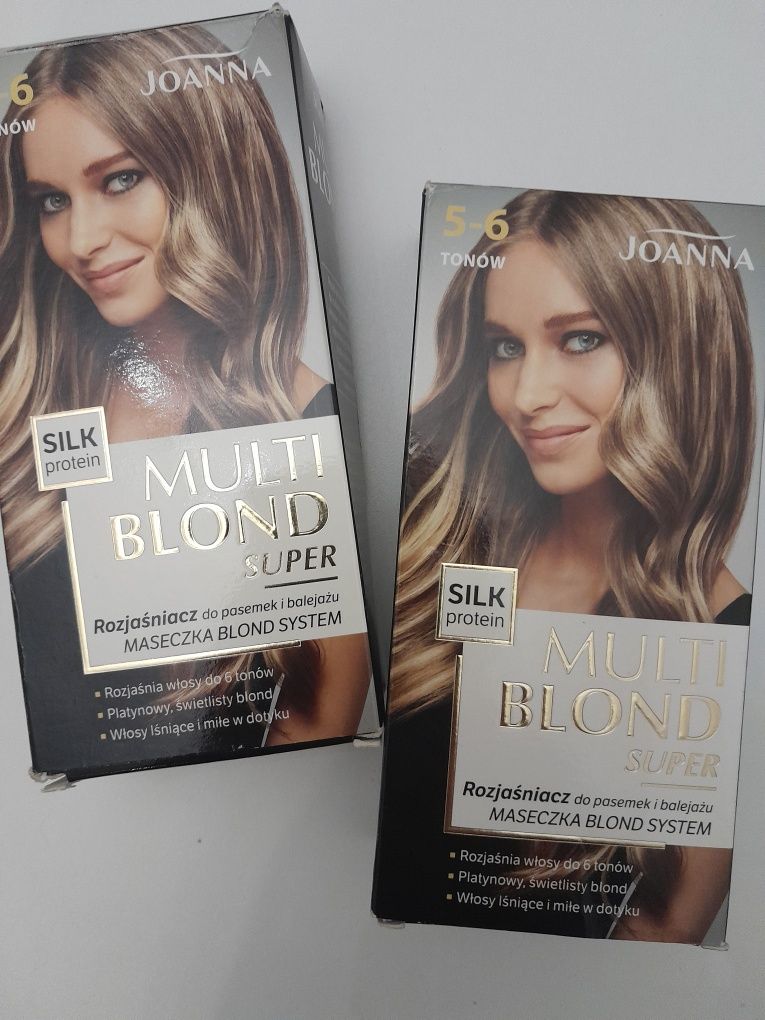 -6
NÓW
JOANNA
SILK
protein
MULTI
BLOND
SUPER
Rozjaśniacz do pasemek i balejażu
MASECZKA BLOND SYSTEM
▪ Rozjaśnia włosy do 6 tonów
▪ Platynowy, świetlisty blond
▪ Włosy lśniące i miłe w dotyku
5-6
TONÓW
JOANNA
SILK
protein
MULTI
BLOND
SUPER
Rozjaśniacz do pasemek i balejażu
MASECZKA BLOND SYSTEM
▪ Rozjaśnia włosy do 6 tonów
▪ Platynowy, świetlisty blond
▪ Włosy lśniące i miłe w dotyku